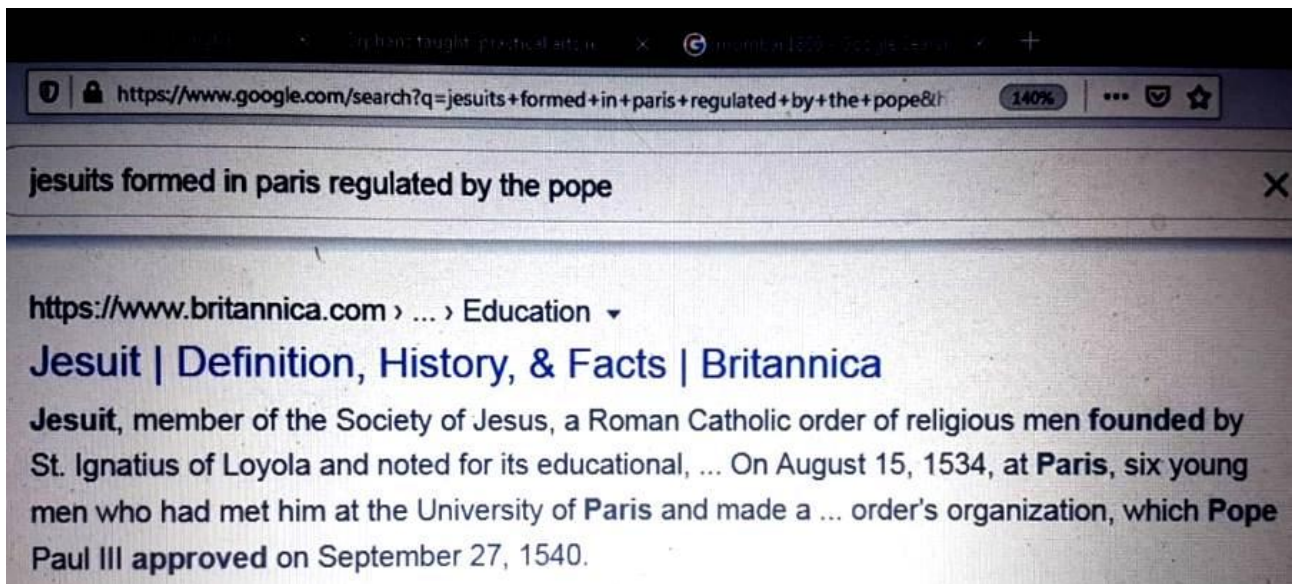 taught practical arts
https://www.google.com/search?q=jesuits+formed+in+paris+regulated+by+the+pope&h 140%
jesuits formed in paris regulated by the pope
https://www.britannica.com › ... › Education
Jesuit | Definition, History, & Facts | Britannica
Jesuit, member of the Society of Jesus, a Roman Catholic order of religious men founded by
St. Ignatius of Loyola and noted for its educational, ... On August 15, 1534, at Paris, six young
men who had met him at the University of Paris and made a ... order's organization, which Pope
Paul III approved on September 27, 1540.